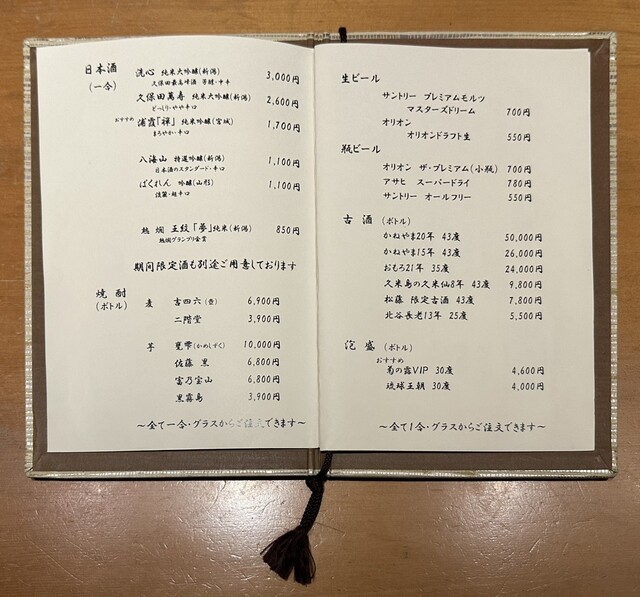 日本酒
(一合)
洗心 純米大吟醸(新潟) 3,000円
久保田最高峰酒 芳醇・中辛
久保田萬寿 純米大吟醸(新潟) 2,600円
どっしり・やや辛口
おすすめ 浦霞「禅」純米吟醸(宮城) 1,700円
まろやか・辛口
八海山 特選吟醸(新潟) 1,100円
日本酒のスタンダード・辛口
ばくれん 吟醸(山形) 1,100円
淡麗・超辛口
熱燗 王紋「夢」純米(新潟) 850円
熱燗グランプリ金賞
期間限定酒も別途ご用意しております
焼酎
(ボトル)
麦 吉四六(壺) 6,900円
二階堂 3,900円
芋 甕雫(かめしずく) 10,000円
佐藤 黒 6,800円
富乃宝山 6,800円
黒霧島 3,900円
〜全て一合・グラスからご注文できます〜
生ビール
サントリー プレミアムモルツ
マスターズドリーム 700円
オリオン
オリオンドラフト生 550円
瓶ビール
オリオン ザ・プレミアム(小瓶) 700円
アサヒ スーパードライ 780円
サントリー オールフリー 550円
古酒 (ボトル)
かねやま20年 43度 50,000円
かねやま15年 43度 26,000円
おもろ21年 35度 24,000円
久米島の久米仙8年 43度 9,800円
松藤 限定古酒 43度 7,800円
北谷長老13年 25度 5,500円
泡盛 (ボトル)
おすすめ
菊の露VIP 30度 4,600円
琉球王朝 30度 4,000円
〜全て1合・グラスからご注文できます〜